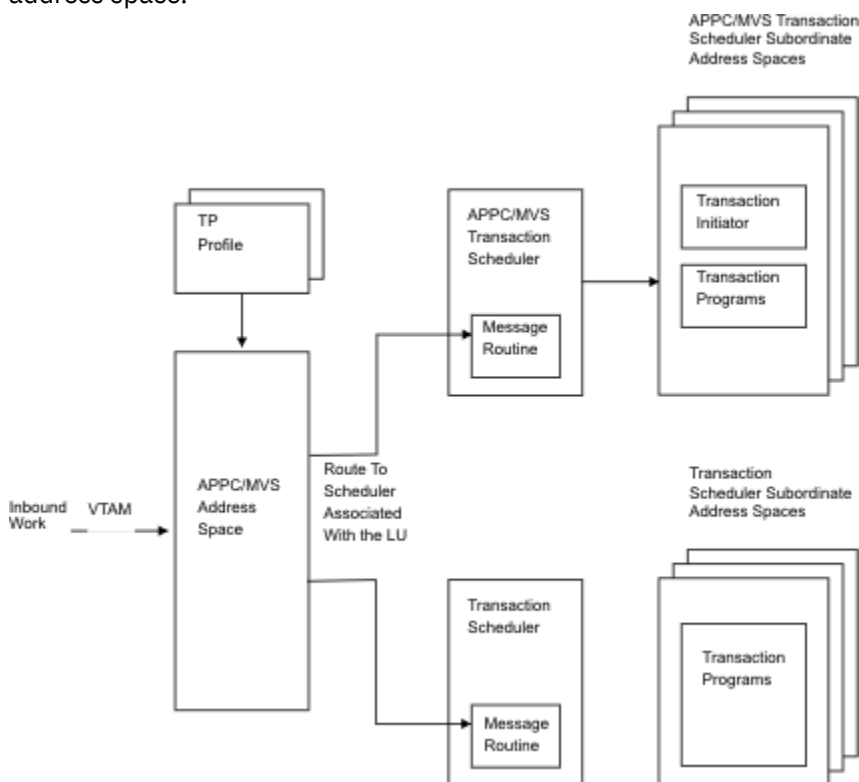 address space.
APPC/MVS Transaction
Scheduler Subordinate
Address Spaces
TP
Profile
APPC/MVS
Transaction
Scheduler
Message
Routine
Transaction
Initiator
Transaction
Programs
Inbound
Work
VTAM
APPC/MVS
Address
Space
Route To
Scheduler
Associated
With the LU
Transaction
Scheduler Subordinate
Address Spaces
Transaction
Scheduler
Message
Routine
Transaction
Programs